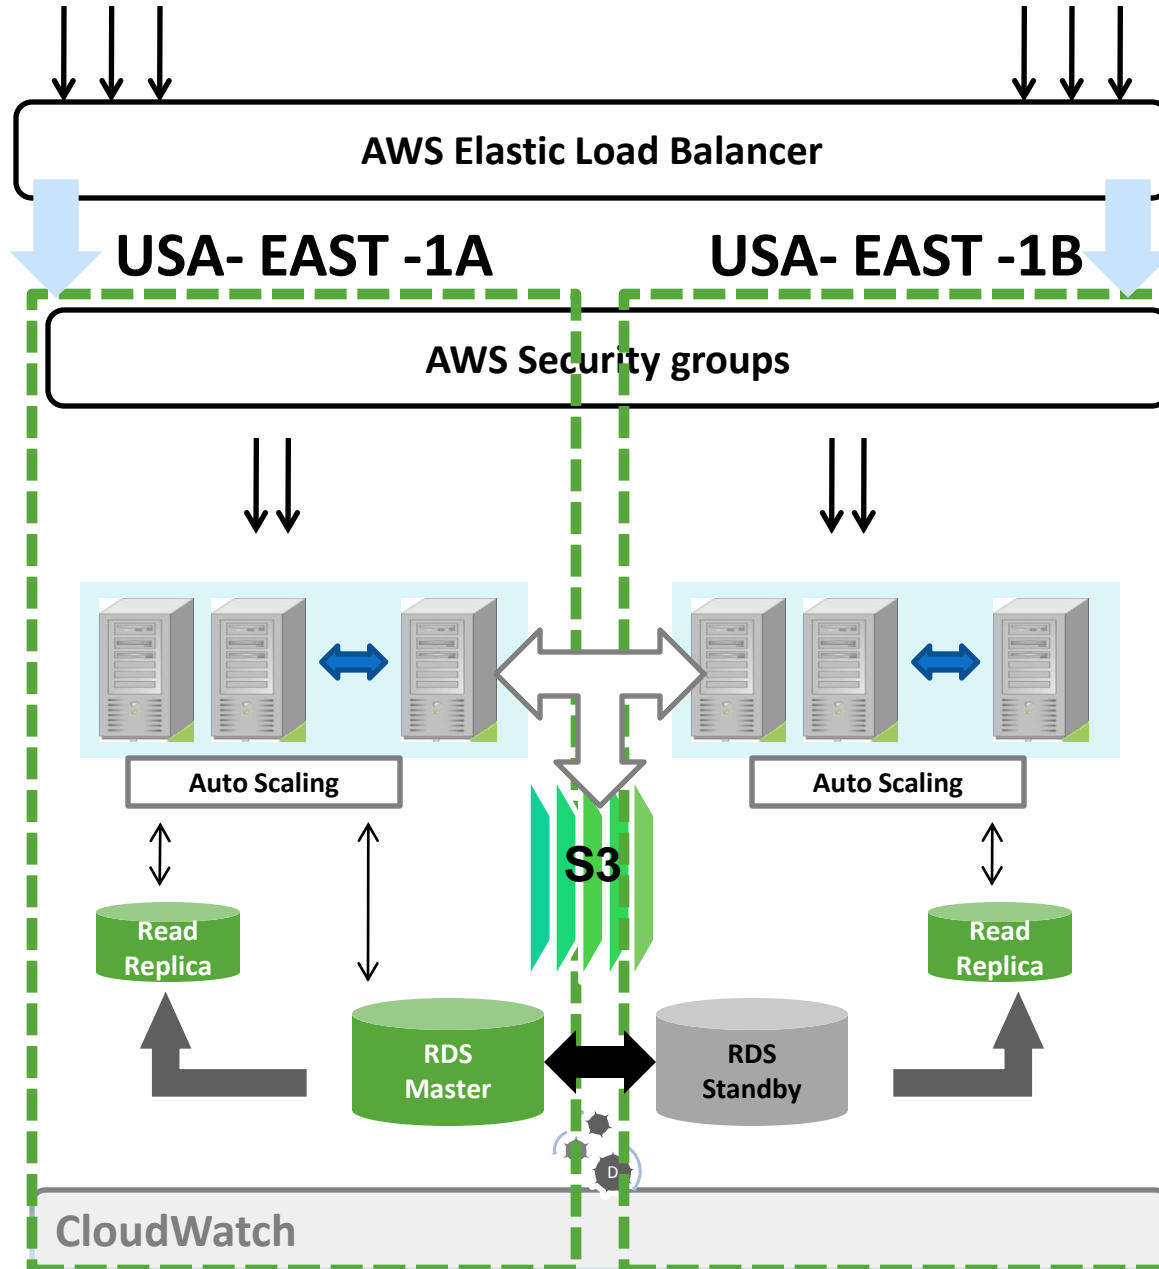 AWS Elastic Load Balancer
USA- EAST -1A
USA- EAST -1B
AWS Security groups
Auto Scaling
Auto Scaling
S3
Read
Replica
Read
Replica
RDS
Master
RDS
Standby
D
CloudWatch